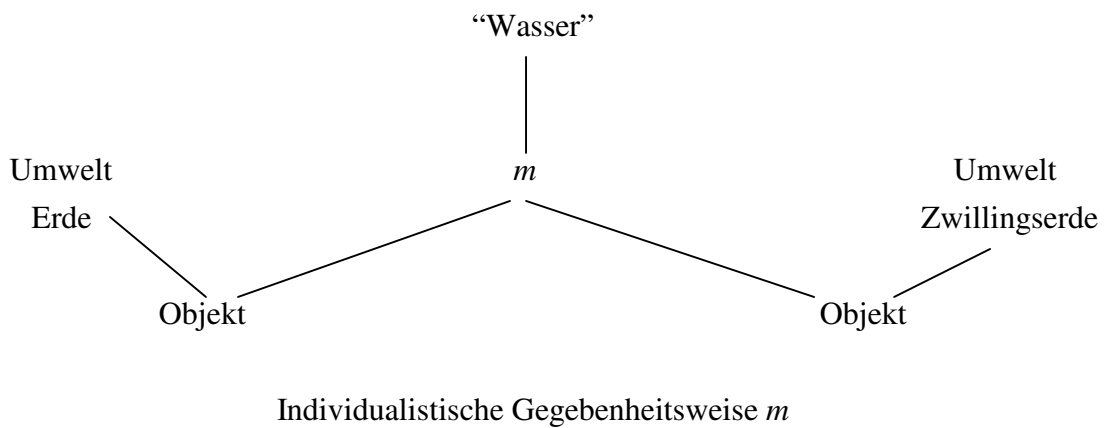 “Wasser”
m
Umwelt
Erde
Umwelt
Zwillingserde
Objekt
Objekt
Individualistische Gegebenheitsweise m